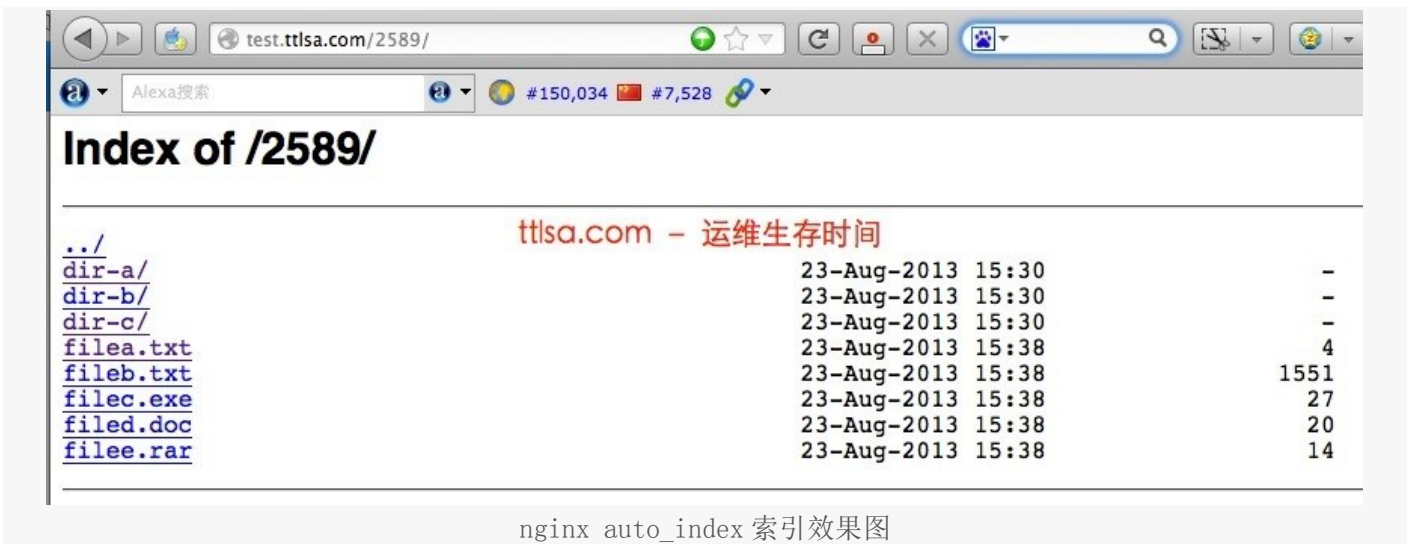 test.ttlsa.com/2589/
Alexa搜索
#150,034 #7,528
Index of /2589/
ttlsa.com – 运维生存时间
../
dir-a/ 23-Aug-2013 15:30 -
dir-b/ 23-Aug-2013 15:30 -
dir-c/ 23-Aug-2013 15:30 -
filea.txt 23-Aug-2013 15:38 4
fileb.txt 23-Aug-2013 15:38 1551
filec.exe 23-Aug-2013 15:38 27
filed.doc 23-Aug-2013 15:38 20
filee.rar 23-Aug-2013 15:38 14
nginx auto_index 索引效果图